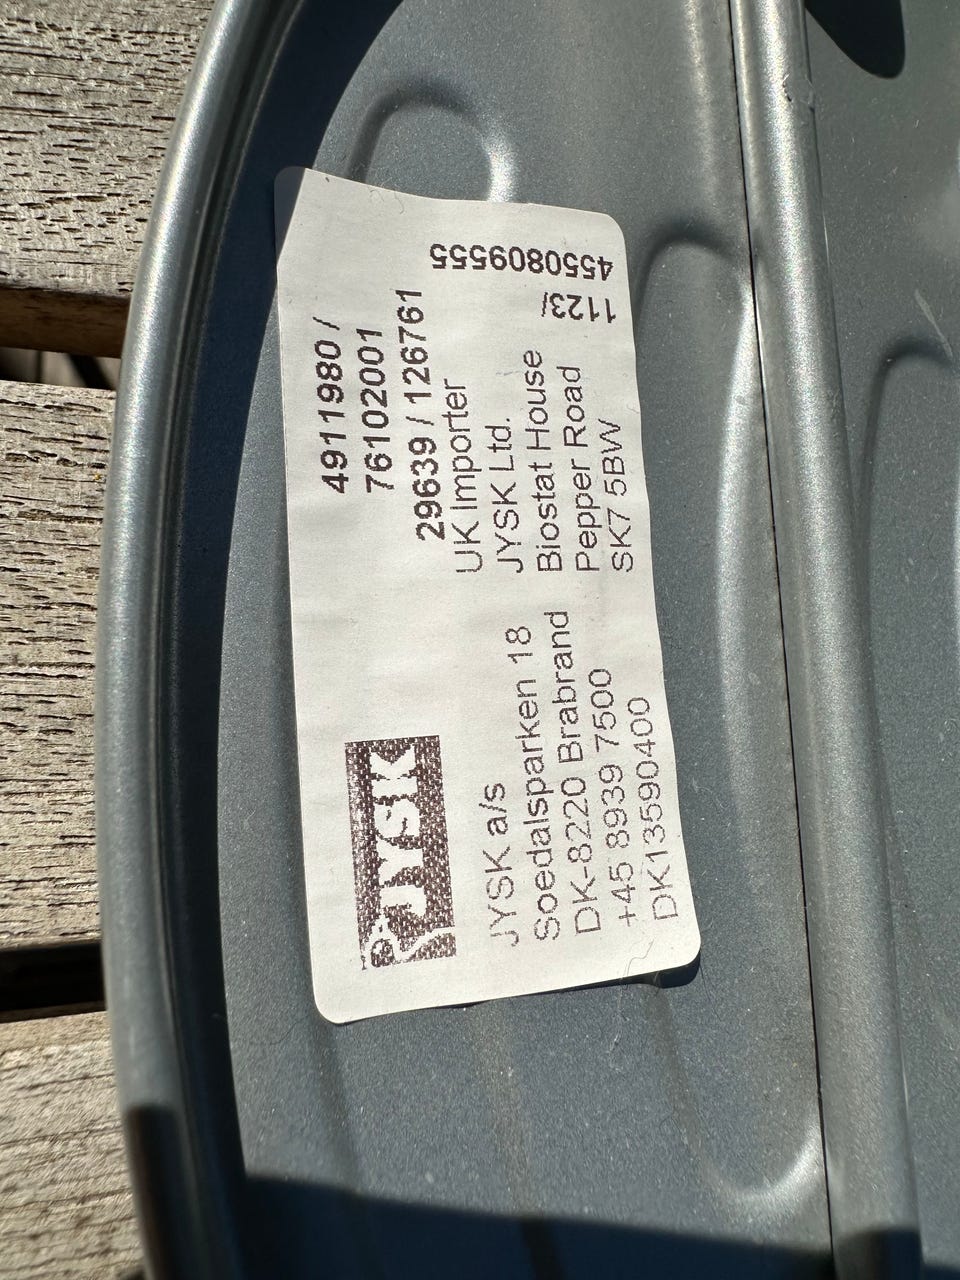 4911980 /
76102001
29639 / 126761
JYSK
JYSK a/s
Soedalsparken 18
DK-8220 Brabrand
+45 8939 7500
DK13590400
UK Importer
JYSK Ltd.
Biostat House
Pepper Road
SK7 5BW
1123/
4550809555